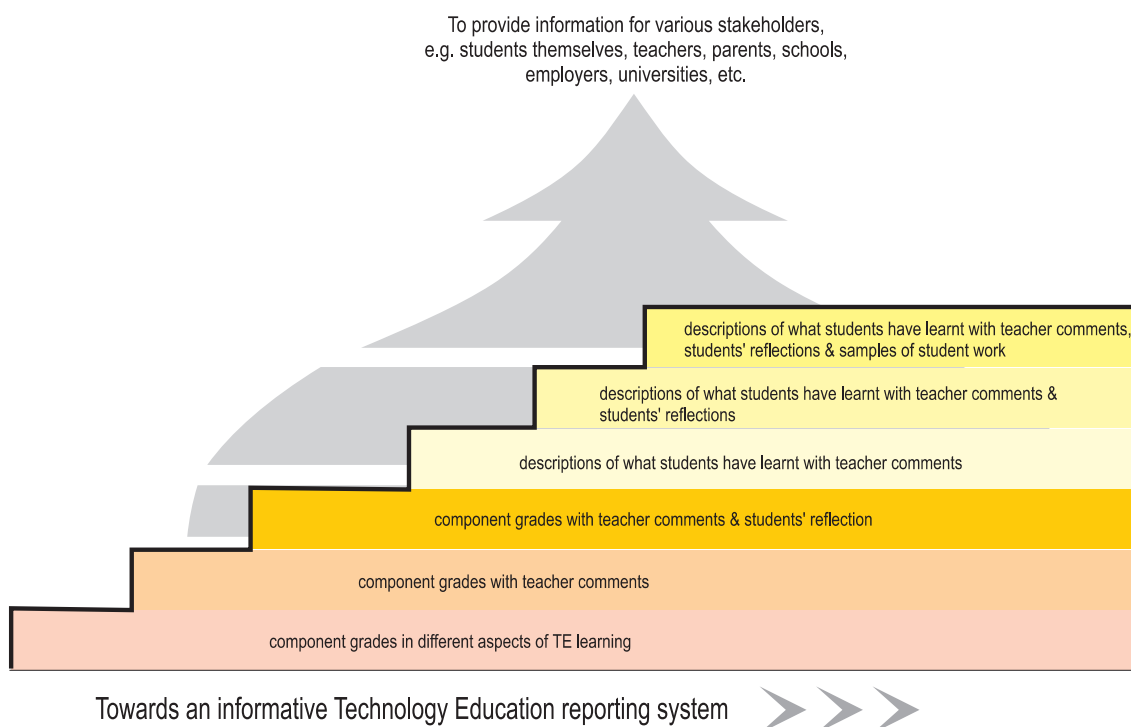 To provide information for various stakeholders,
e.g. students themselves, teachers, parents, schools,
employers, universities, etc.
descriptions of what students have learnt with teacher comments,
students' reflections & samples of student work
descriptions of what students have learnt with teacher comments &
students' reflections
descriptions of what students have learnt with teacher comments
component grades with teacher comments & students' reflection
component grades with teacher comments
component grades in different aspects of TE learning
Towards an informative Technology Education reporting system